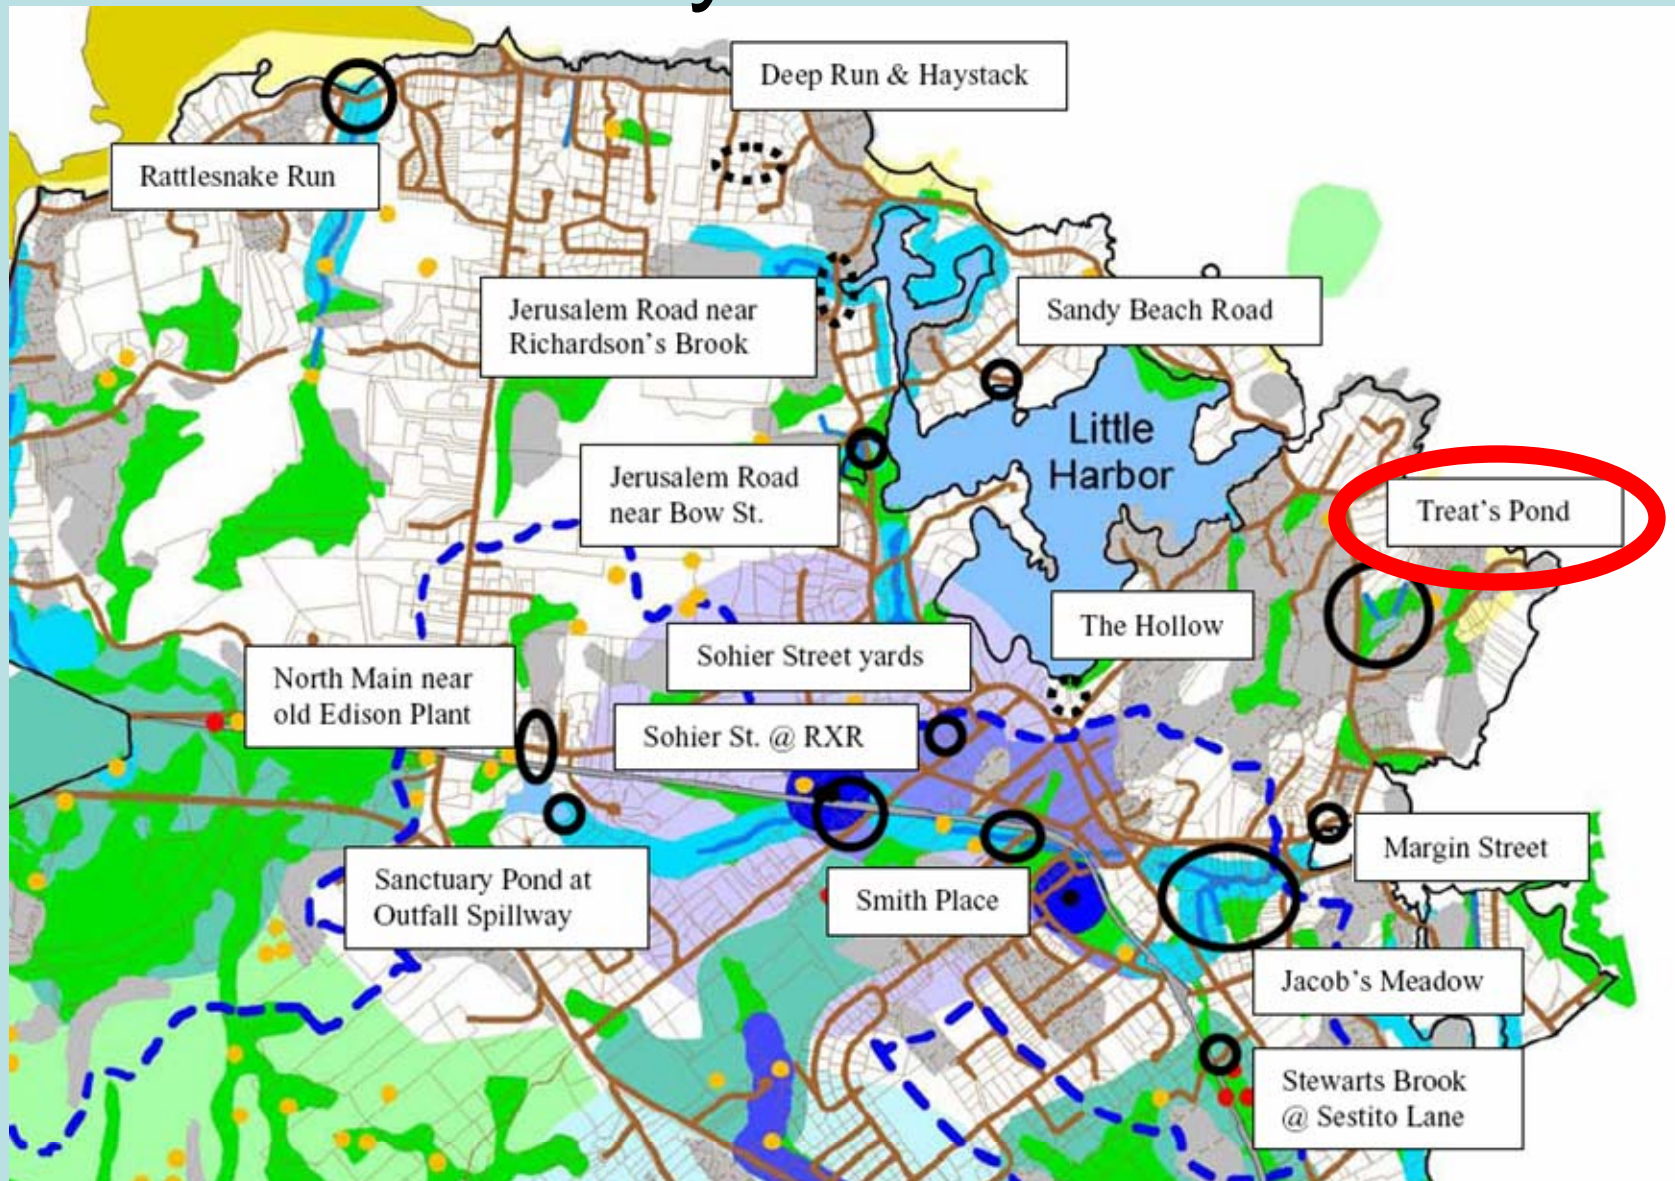 Deep Run & Haystack
Rattlesnake Run
Jerusalem Road near
Richardson's Brook
Sandy Beach Road
Little
Harbor
Jerusalem Road
near Bow St.
Treat's Pond
The Hollow
Sohier Street yards
North Main near
old Edison Plant
Sohier St. @ RXR
Margin Street
Sanctuary Pond at
Outfall Spillway
Smith Place
Jacob's Meadow
Stewarts Brook
@ Sestito Lane